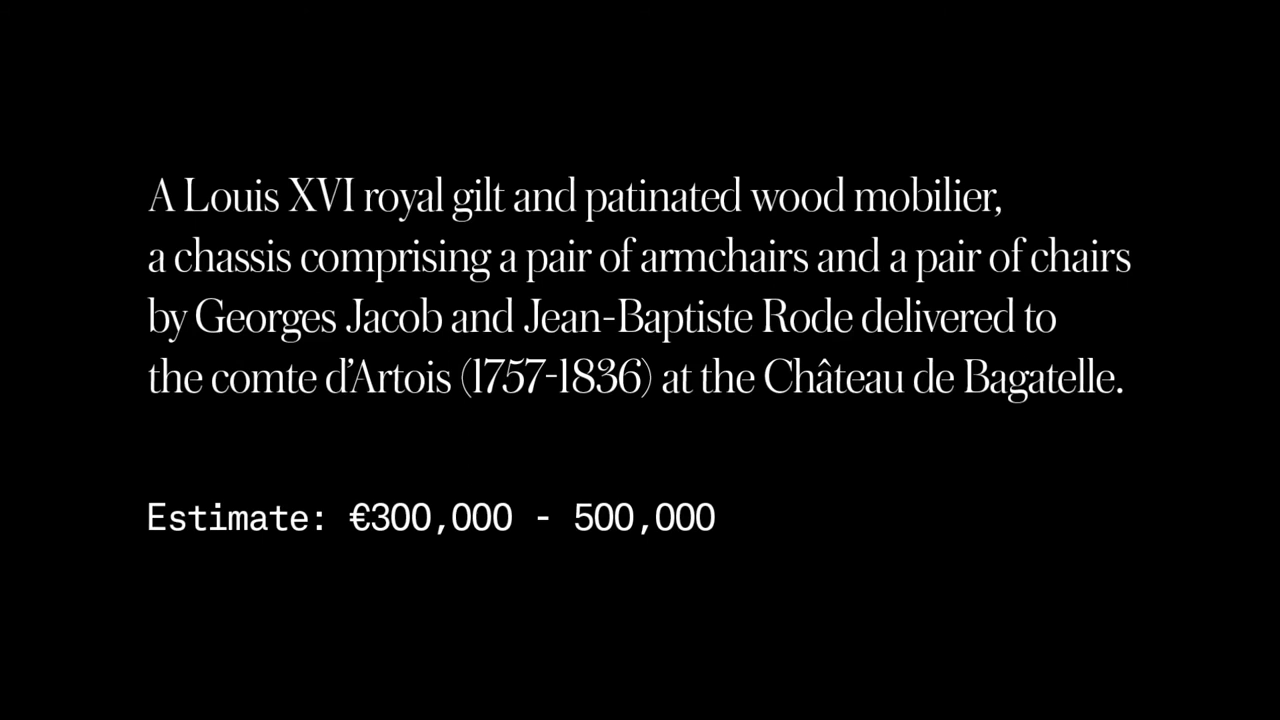 A Louis XVI royal gilt and patinated wood mobilier,
a chassis comprising a pair of armchairs and a pair of chairs
by Georges Jacob and Jean-Baptiste Rode delivered to
the comte d’Artois (1757-1836) at the Château de Bagatelle.
Estimate: €300,000 - 500,000